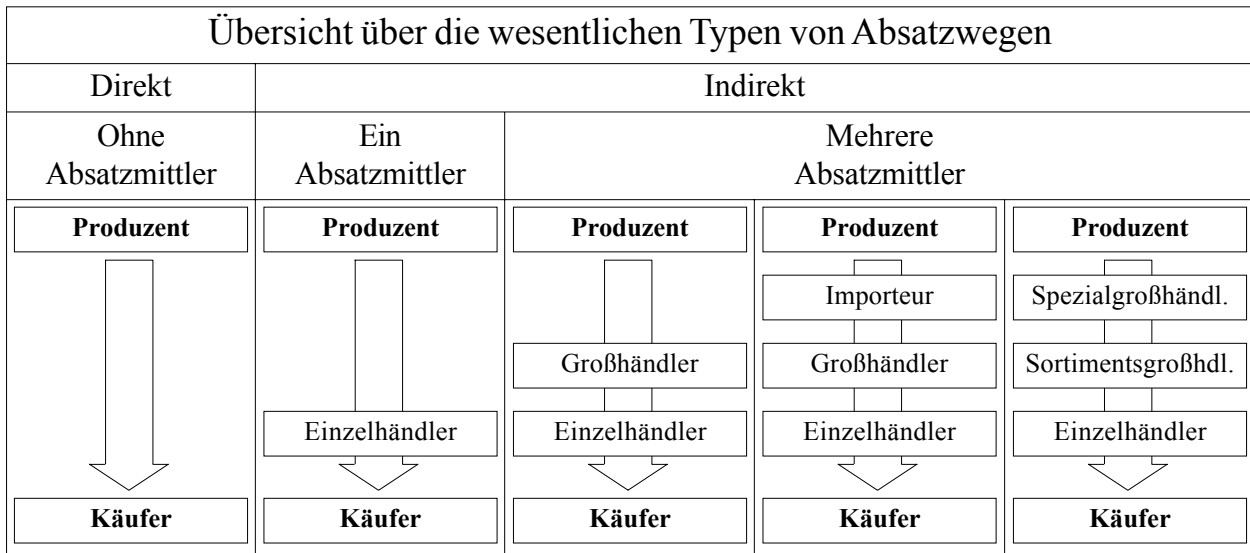 Übersicht über die wesentlichen Typen von Absatzwegen
Direkt
Indirekt
Ohne
Absatzmittler
Ein
Absatzmittler
Mehrere
Absatzmittler
Produzent
Produzent
Produzent
Produzent
Produzent
Importeur
Spezialgroßhändl.
Großhändler
Großhändler
Sortimentsgroßhdl.
Einzelhändler
Einzelhändler
Einzelhändler
Einzelhändler
Käufer
Käufer
Käufer
Käufer
Käufer